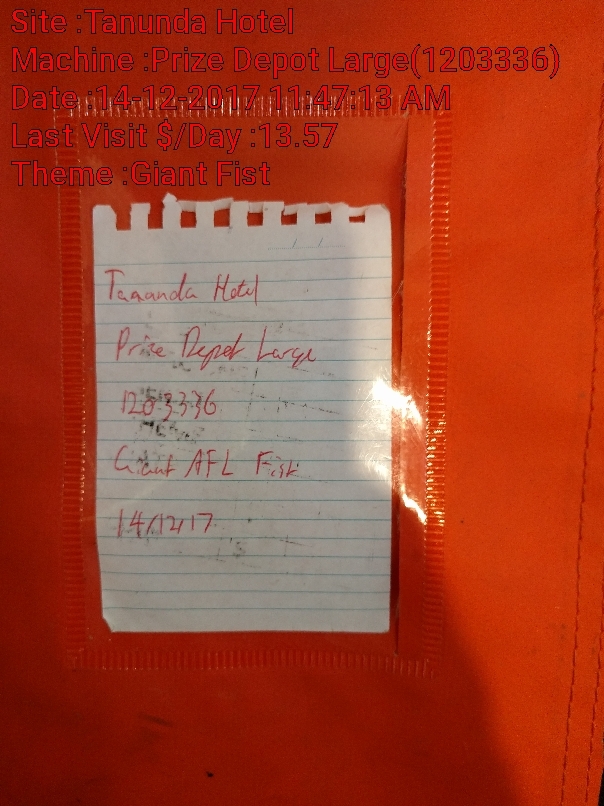 Site :Tanunda Hotel
Machine :Prize Depot Large(1203336)
Date :14-12-2017 11:47:13 AM
Last Visit $/Day :13.57
Theme :Giant Fist
Tanunda Hotel
Prize Depot Large
1203336
Giant AFL Fist
14/12/17